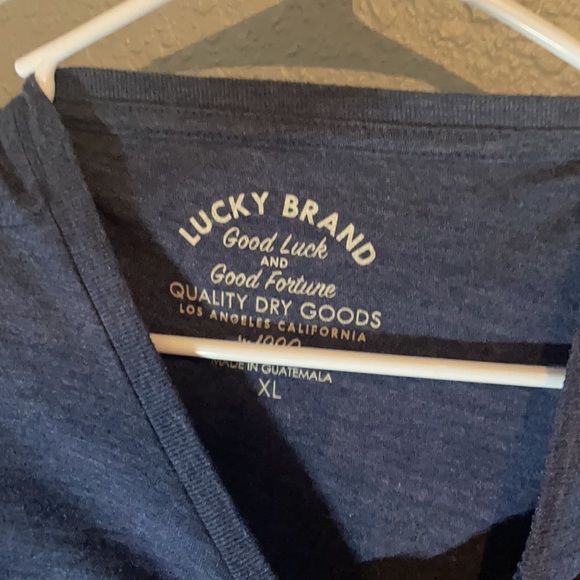 LUCKY BRAND
Good Luck
AND
Good Fortune
QUALITY DRY GOODS
LOS ANGELES CALIFORNIA
MADE IN GUATEMALA
XL